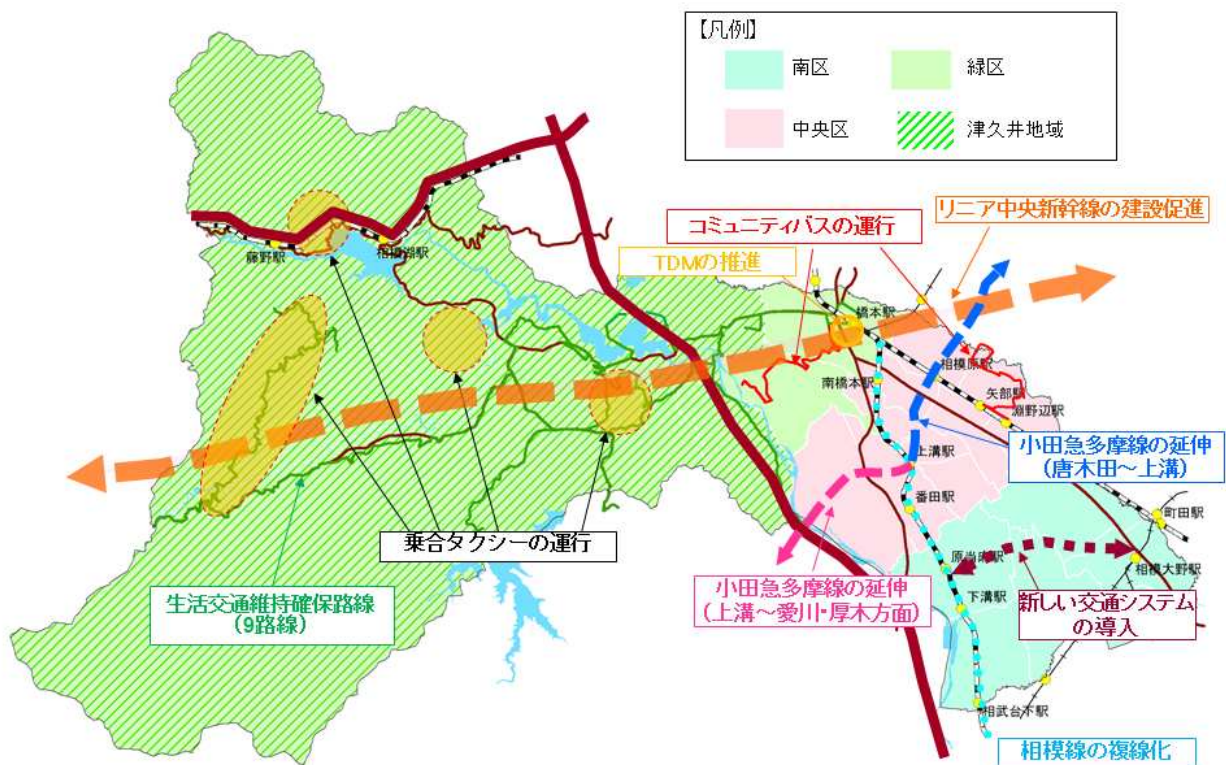 【凡例】
南区
緑区
中央区
津久井地域
リニア中央新幹線の建設促進
コミュニティバスの運行
TDMの推進
藤野駅
相模湖駅
橋本駅
相模原駅
南橋本駅
矢部駅
淵野辺駅
小田急多摩線の延伸
(唐木田～上溝)
上溝駅
番田駅
町田駅
乗合タクシーの運行
原当麻駅
相模大野駅
生活交通維持確保路線
(9路線)
小田急多摩線の延伸
(上溝～愛川・厚木方面)
下溝駅
新しい交通システム
の導入
相武台下駅
相模線の複線化